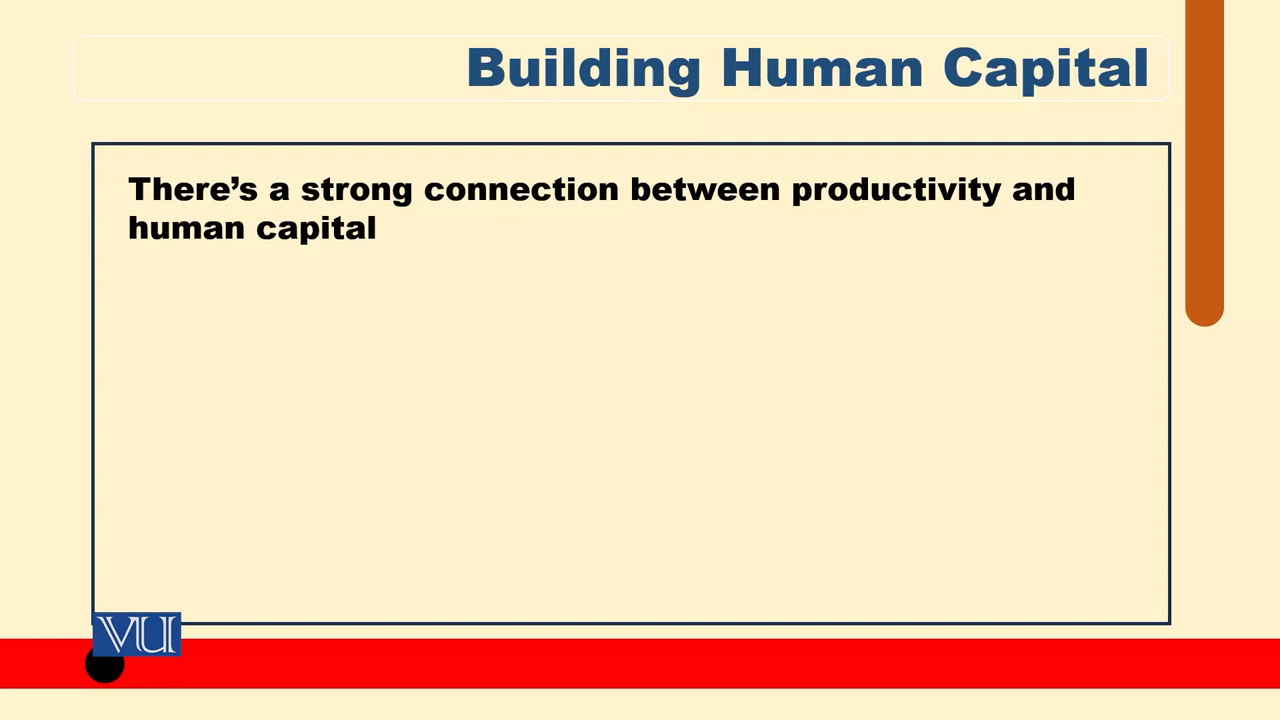 Building Human Capital
There’s a strong connection between productivity and
human capital
VU